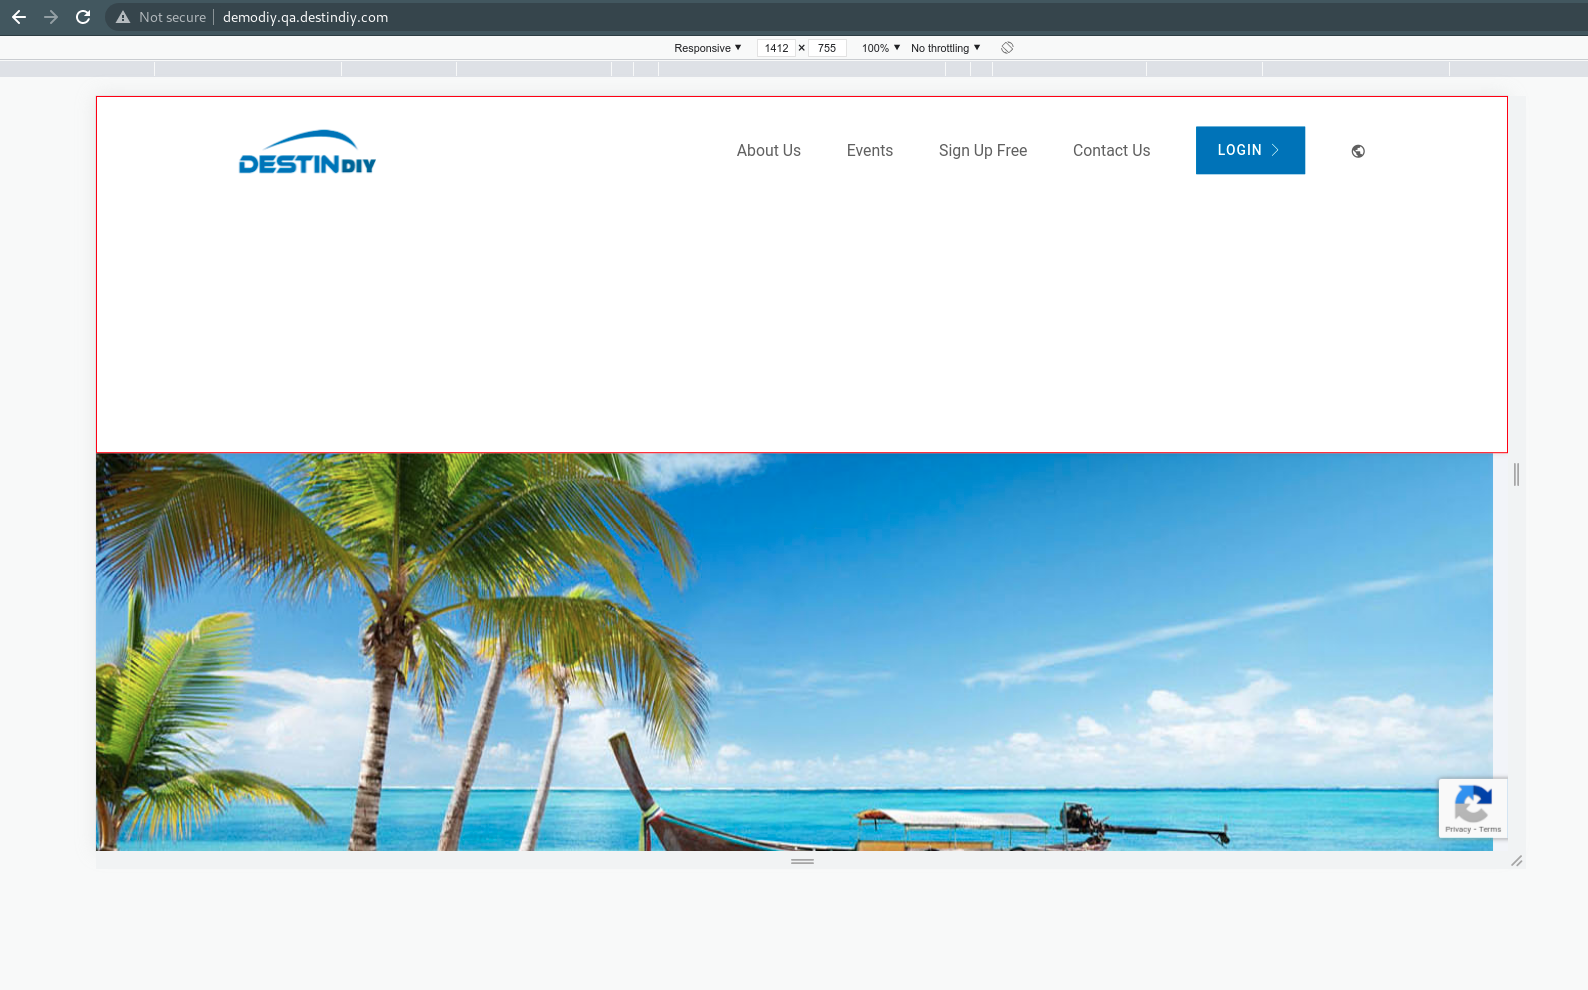 Not secure demodiy.qa.destindiy.com
Responsive 1412 × 755 100% No throttling
DESTINDIY About Us Events Sign Up Free Contact Us LOGIN
Privacy - Terms